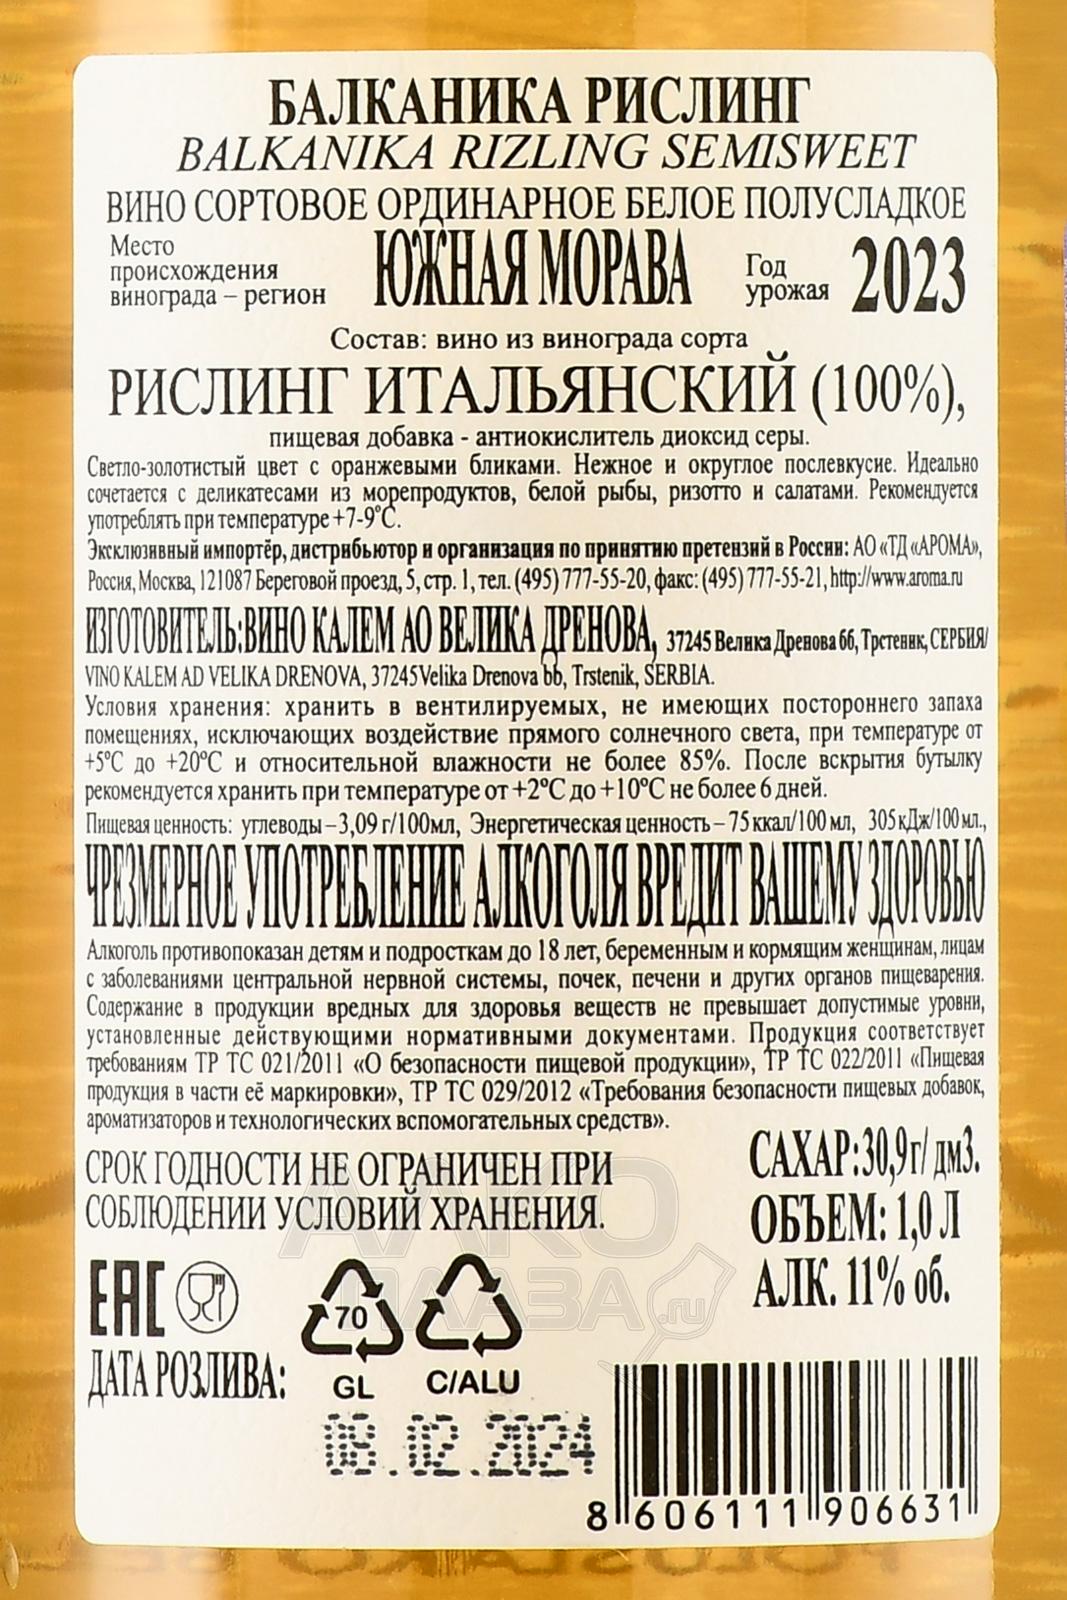 БАЛКАНИКА РИСЛИНГ
BALKANIKA RIZLING SEMISWEET
ВИНО СОРТОВОЕ ОРДИНАРНОЕ БЕЛОЕ ПОЛУСЛАДКОЕ
Место
происхождения
винограда – регион
ЮЖНАЯ МОРАВА
Год
урожая
2023
Состав: вино из винограда сорта
РИСЛИНГ ИТАЛЬЯНСКИЙ (100%),
пищевая добавка - антиокислитель диоксид серы.
Светло-золотистый цвет с оранжевыми бликами. Нежное и округлое послевкусие. Идеально
сочетается с деликатесами из морепродуктов, белой рыбы, ризотто и салатами. Рекомендуется
употреблять при температуре +7-9°С.
Эксклюзивный импортёр, дистрибьютор и организация по принятию претензий в России: АО «ТД «АРОМА»,
Россия, Москва, 121087 Береговой проезд, 5, стр. 1, тел. (495) 777-55-20, факс: (495) 777-55-21, http://www.aroma.ru
ИЗГОТОВИТЕЛЬ:ВИНО КАЛЕМ АО ВЕЛИКА ДРЕНОВА, 37245 Велика Дренова бб, Трстеник, СЕРБИЯ/
VINO KALEM AD VELIKA DRENOVA, 37245Velika Drenova bb, Trstenik, SERBIA.
Условия хранения: хранить в вентилируемых, не имеющих постороннего запаха
помещениях, исключающих воздействие прямого солнечного света, при температуре от
+5°С до +20°С и относительной влажности не более 85%. После вскрытия бутылку
рекомендуется хранить при температуре от +2°С до +10°С не более 6 дней.
Пищевая ценность: углеводы – 3,09 г/100мл, Энергетическая ценность – 75 ккал/100 мл, 305 кДж/100 мл.,
ЧРЕЗМЕРНОЕ УПОТРЕБЛЕНИЕ АЛКОГОЛЯ ВРЕДИТ ВАШЕМУ ЗДОРОВЬЮ
Алкоголь противопоказан детям и подросткам до 18 лет, беременным и кормящим женщинам, лицам
с заболеваниями центральной нервной системы, почек, печени и других органов пищеварения.
Содержание в продукции вредных для здоровья веществ не превышает допустимые уровни,
установленные действующими нормативными документами. Продукция соответствует
требованиям ТР ТС 021/2011 «О безопасности пищевой продукции», ТР ТС 022/2011 «Пищевая
продукция в части её маркировки», ТР ТС 029/2012 «Требования безопасности пищевых добавок,
ароматизаторов и технологических вспомогательных средств».
СРОК ГОДНОСТИ НЕ ОГРАНИЧЕН ПРИ
СОБЛЮДЕНИИ УСЛОВИЙ ХРАНЕНИЯ.
САХАР:30,9 г/ дм3.
ОБЪЕМ: 1,0 Л
АЛК. 11% об.
АЛКО
ПЛАЗА
.ru
EAC
70
GL
C/ALU
ДАТА РОЗЛИВА:
08.02.2024
8 606111 906631